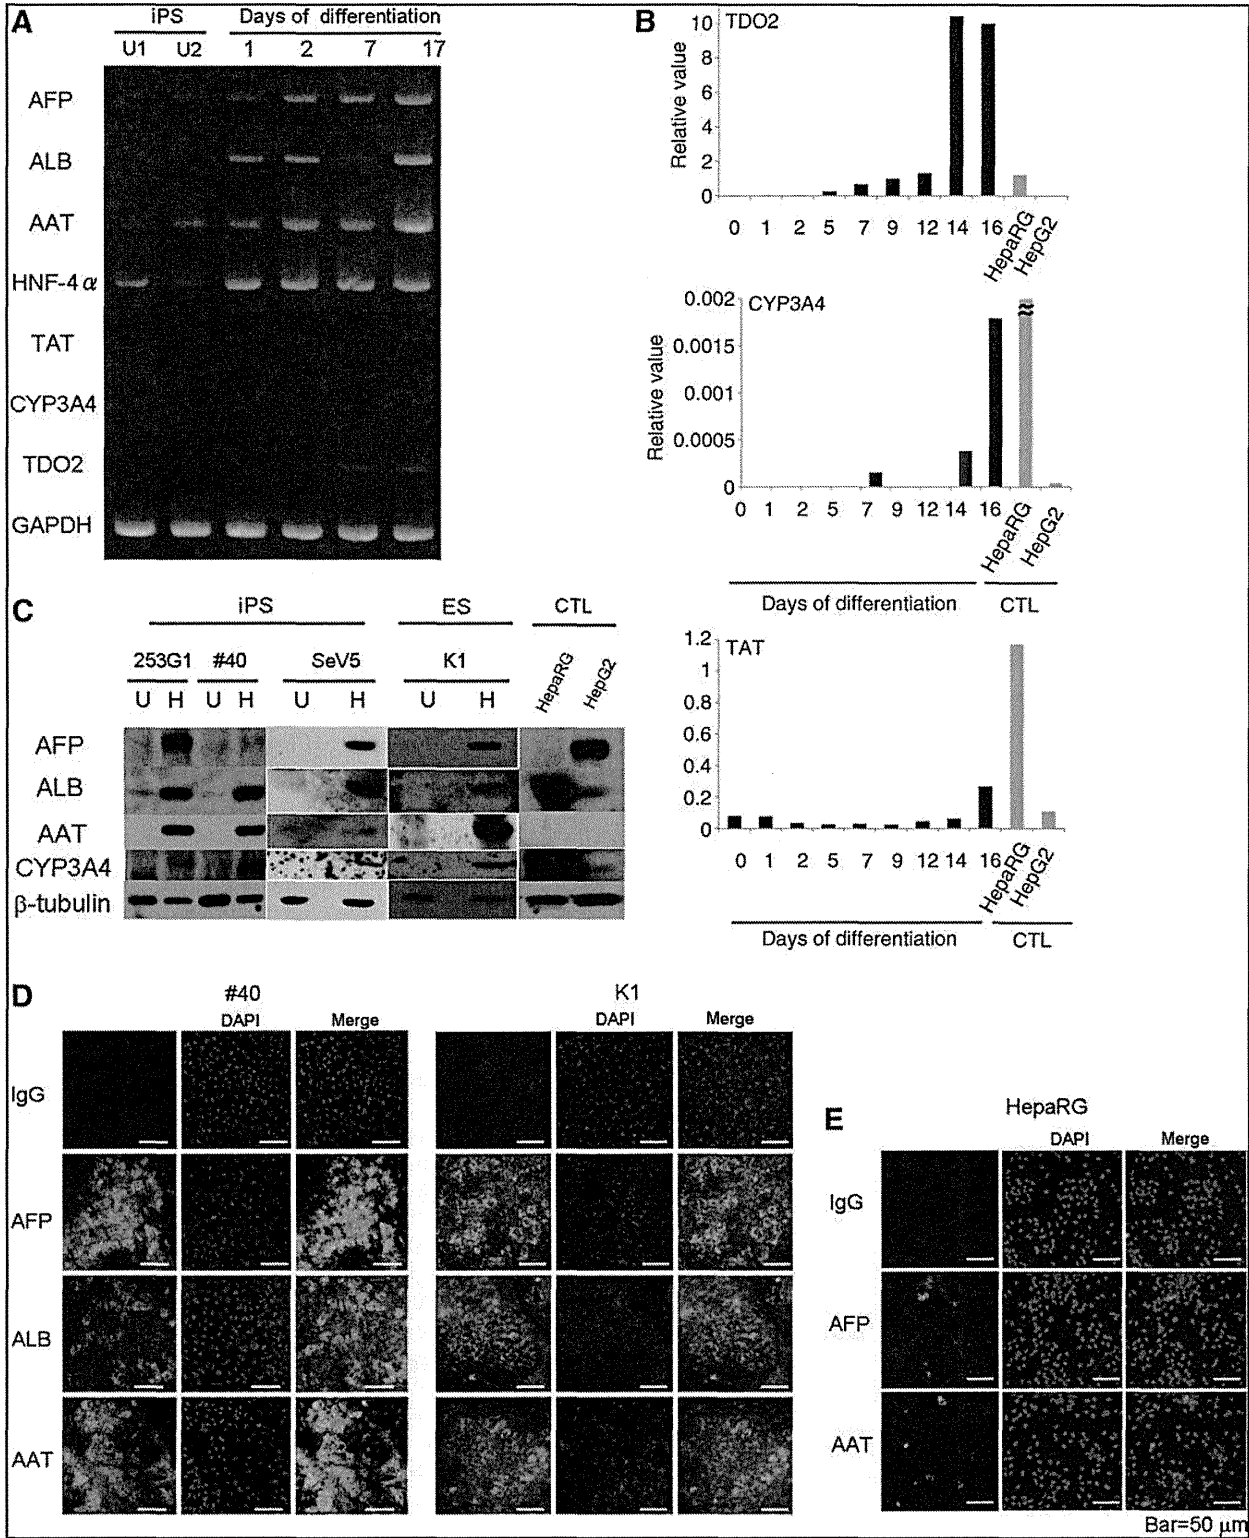 A
iPS Days of differentiation
U1 U2 1 2 7 17
AFP
ALB
AAT
HNF-4α
TAT
CYP3A4
TDO2
GAPDH
B
TDO2
Relative value
10
8
6
4
2
0
0 1 2 5 7 9 12 14 16 HepaRG HepG2
CYP3A4
Relative value
0.002
0.0015
0.001
0.0005
0
0 1 2 5 7 9 12 14 16 HepaRG HepG2
Days of differentiation CTL
TAT
1.2
1
0.8
0.6
0.4
0.2
0
0 1 2 5 7 9 12 14 16 HepaRG HepG2
Days of differentiation CTL
C
iPS ES CTL
253G1 #40 SeV5 K1 HepaRG HepG2
U H U H U H U H
AFP
ALB
AAT
CYP3A4
β-tubulin
D
#40 K1
DAPI Merge DAPI Merge
IgG
AFP
ALB
AAT
E
HepaRG
DAPI Merge
IgG
AFP
AAT
Bar=50 μm